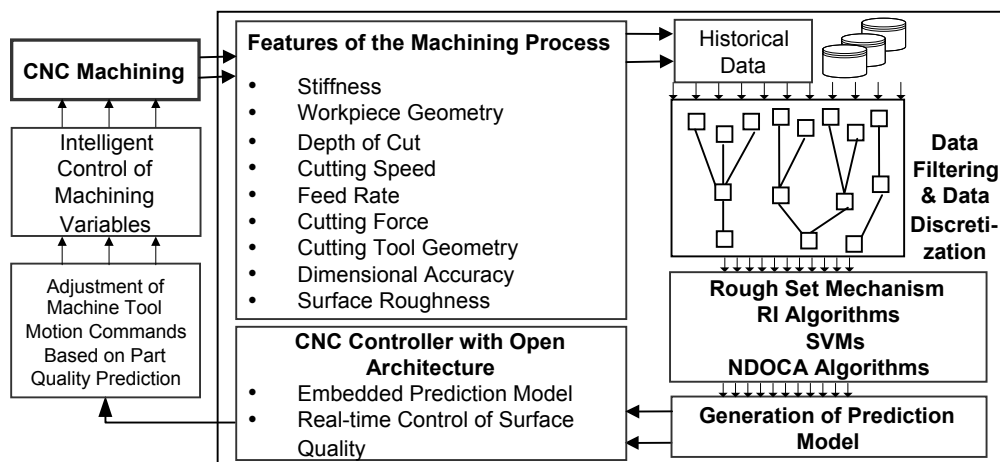 CNC Machining
Intelligent
Control of
Machining
Variables
Adjustment of
Machine Tool
Motion Commands
Based on Part
Quality Prediction
Features of the Machining Process
• Stiffness
• Workpiece Geometry
• Depth of Cut
• Cutting Speed
• Feed Rate
• Cutting Force
• Cutting Tool Geometry
• Dimensional Accuracy
• Surface Roughness
CNC Controller with Open
Architecture
• Embedded Prediction Model
• Real-time Control of Surface
Quality
Historical
Data
Data
Filtering
& Data
Discreti-
zation
Rough Set Mechanism
RI Algorithms
SVMs
NDOCA Algorithms
Generation of Prediction
Model